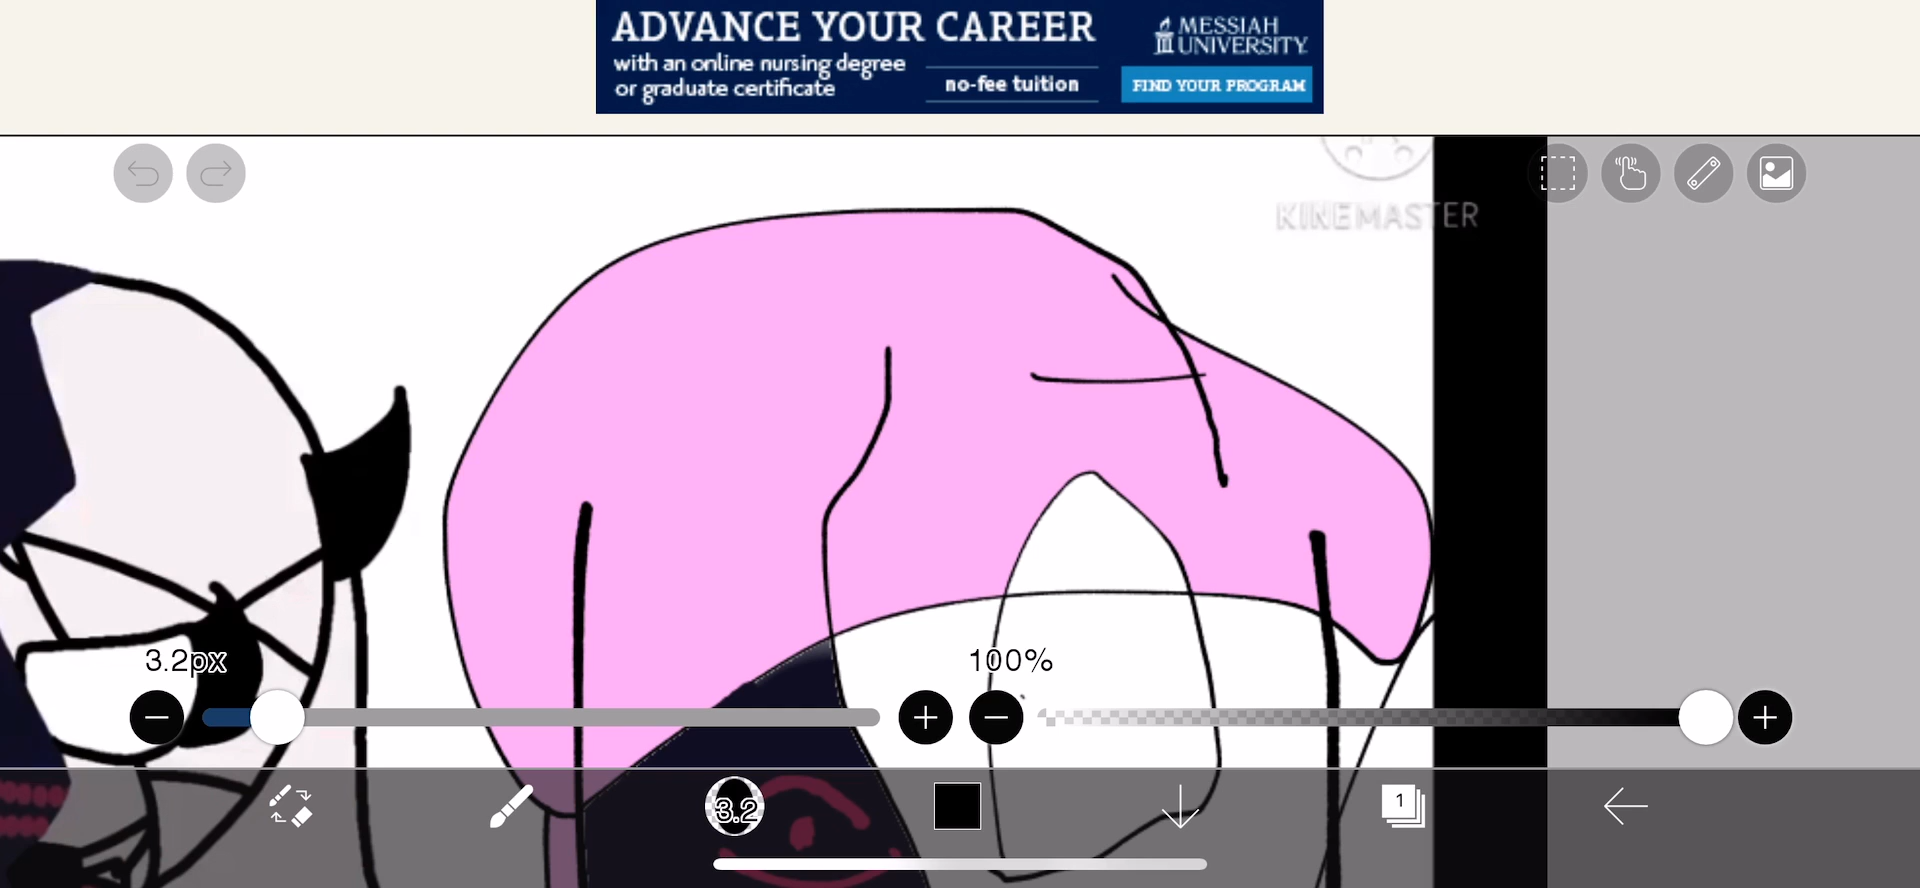 ADVANCE YOUR CAREER
with an online nursing degree
or graduate certificate
no-fee tuition
MESSIAH
UNIVERSITY
FIND YOUR PROGRAM
KINEMASTER
3.2px
100%
3.2
1